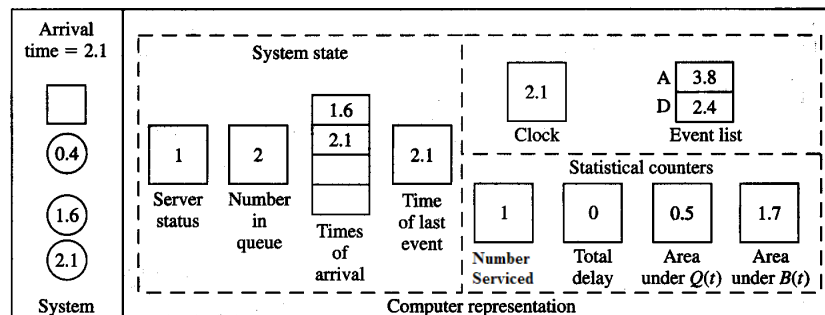 Arrival
time = 2.1
0.4
1.6
2.1
System
System state
1
Server
status
2
Number
in
queue
1.6
2.1
Times
of
arrival
2.1
Time
of last
event
2.1
Clock
A 3.8
D 2.4
Event list
Statistical counters
1
Number
Serviced
0
Total
delay
0.5
Area
under Q(t)
1.7
Area
under B(t)
Computer representation